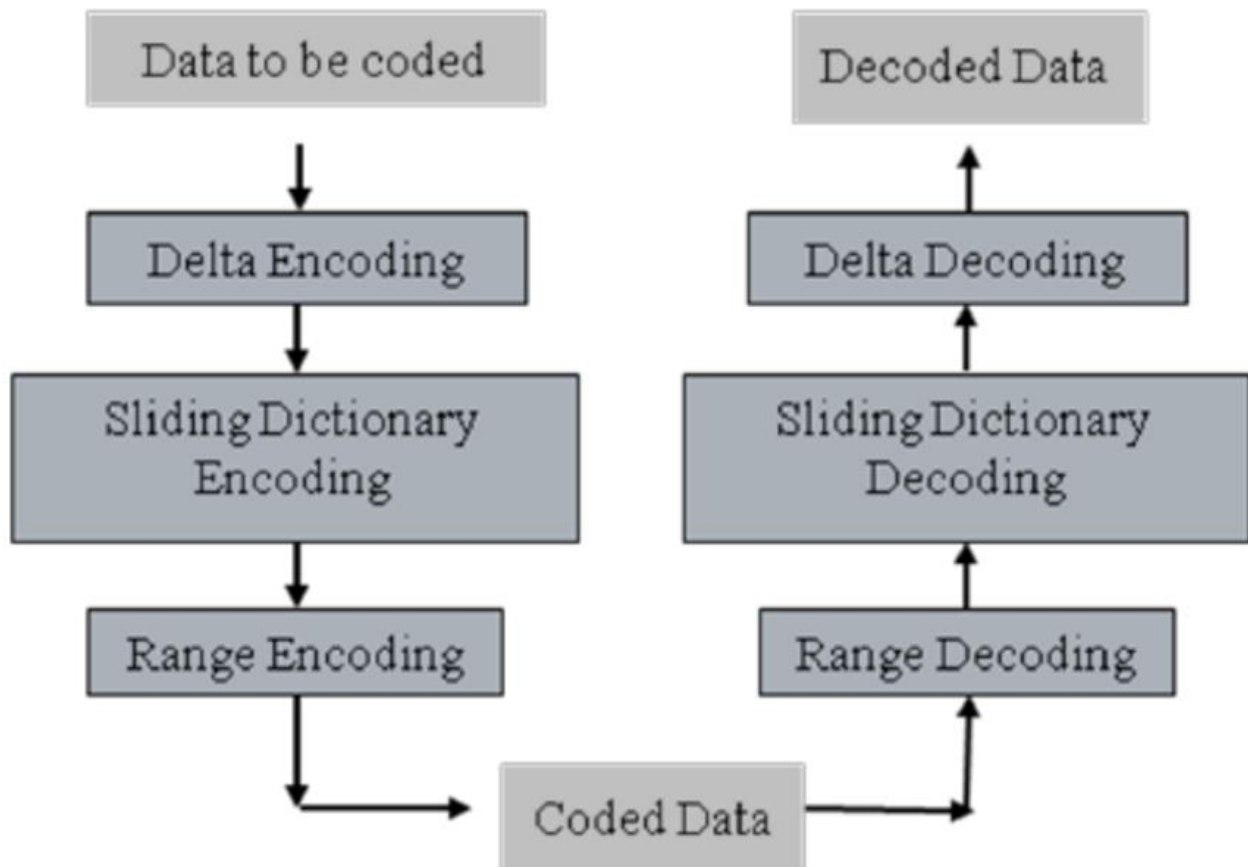 Data to be coded
Delta Encoding
Sliding Dictionary
Encoding
Range Encoding
Coded Data
Range Decoding
Sliding Dictionary
Decoding
Delta Decoding
Decoded Data